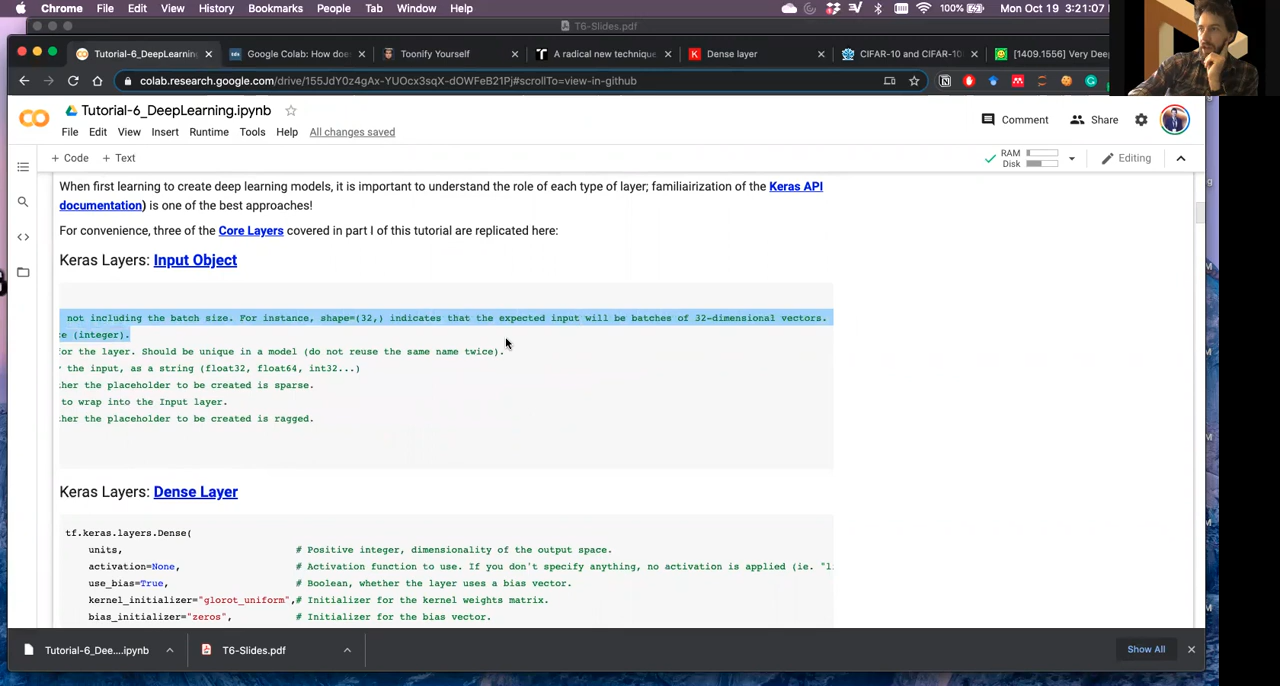 Chrome File Edit View History Bookmarks People Tab Window Help 100% Mon Oct 19 3:21:07
T6-Slides.pdf
Tutorial-6_DeepLearning Google Colab: How does Toonify Yourself A radical new technique Dense layer CIFAR-10 and CIFAR-10 [1409.1556] Very Deep
colab.research.google.com/drive/155JdY0z4gAx-YUOcx3sqX-dOWFeB21Pj#scrollTo=view-in-github
Tutorial-6_DeepLearning.ipynb
Comment Share
File Edit View Insert Runtime Tools Help All changes saved
+ Code + Text RAM Disk Editing
When first learning to create deep learning models, it is important to understand the role of each type of layer; familiairization of the Keras API
documentation) is one of the best approaches!
For convenience, three of the Core Layers covered in part I of this tutorial are replicated here:
Keras Layers: Input Object
not including the batch size. For instance, shape=(32,) indicates that the expected input will be batches of 32-dimensional vectors.
ce (integer).
for the layer. Should be unique in a model (do not reuse the same name twice).
the input, as a string (float32, float64, int32...)
her the placeholder to be created is sparse.
to wrap into the Input layer.
her the placeholder to be created is ragged.
Keras Layers: Dense Layer
tf.keras.layers.Dense(
units, # Positive integer, dimensionality of the output space.
activation=None, # Activation function to use. If you don't specify anything, no activation is applied (ie. "li
use_bias=True, # Boolean, whether the layer uses a bias vector.
kernel_initializer="glorot_uniform",# Initializer for the kernel weights matrix.
bias_initializer="zeros", # Initializer for the bias vector.
Tutorial-6_Dee....ipynb T6-Slides.pdf Show All